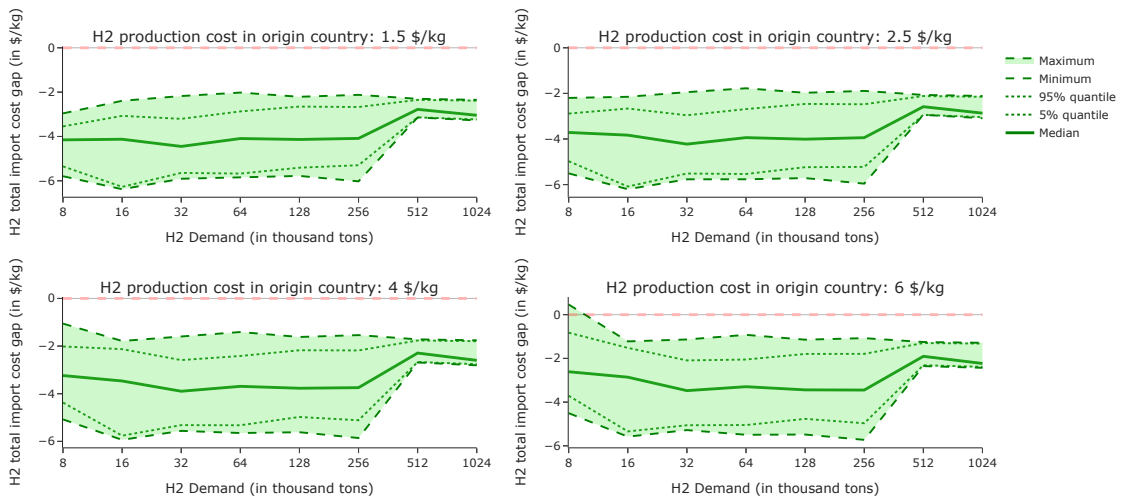 H2 production cost in origin country: 1.5 $/kg
H2 total import cost gap (in $/kg)
0
−2
−4
−6
8 16 32 64 128 256 512 1024
H2 Demand (in thousand tons)
H2 production cost in origin country: 2.5 $/kg
H2 total import cost gap (in $/kg)
0
−2
−4
−6
8 16 32 64 128 256 512 1024
H2 Demand (in thousand tons)
Maximum
Minimum
95% quantile
5% quantile
Median
H2 production cost in origin country: 4 $/kg
H2 total import cost gap (in $/kg)
0
−2
−4
−6
8 16 32 64 128 256 512 1024
H2 Demand (in thousand tons)
H2 production cost in origin country: 6 $/kg
H2 total import cost gap (in $/kg)
0
−2
−4
−6
8 16 32 64 128 256 512 1024
H2 Demand (in thousand tons)